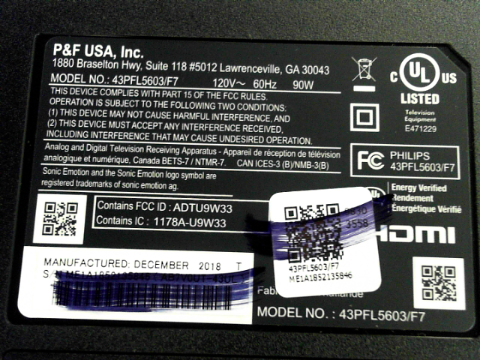 P&F USA, Inc.
1880 Braselton Hwy, Suite 118 #5012 Lawrenceville, GA 30043
MODEL NO.: 43PFL5603/F7 120V~ 60Hz 90W
THIS DEVICE COMPLIES WITH PART 15 OF THE FCC RULES.
OPERATION IS SUBJECT TO THE FOLLOWING TWO CONDITIONS:
(1) THIS DEVICE MAY NOT CAUSE HARMFUL INTERFERENCE, AND
(2) THIS DEVICE MUST ACCEPT ANY INTERFERENCE RECEIVED,
INCLUDING INTERFERENCE THAT MAY CAUSE UNDESIRED OPERATION.
Analog and Digital Television Receiving Apparatus - Appareil de réception de télévision
analogique et numérique, Canada BETS-7 / NTMR-7. CAN ICES-3 (B)/NMB-3(B)
Sonic Emotion and the Sonic Emotion logo symbol are
registered trademarks of Sonic emotion ag.
C UL US
LISTED
Television
Equipment
E471229
FC PHILIPS
43PFL5603/F7
Energy Verified
Rendement
Énergétique Vérifié
Contains FCC ID : ADTU9W33
Contains IC : 1178A-U9W33
HDMI
43PFL5603/F7
ME1A1852135846
MANUFACTURED: DECEMBER 2018 T
MODEL NO.: 43PFL5603/F7